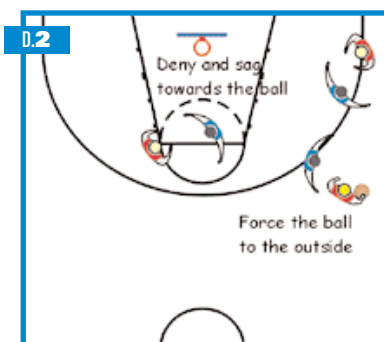 D.2
Deny and sag
towards the ball
Force the ball
to the outside